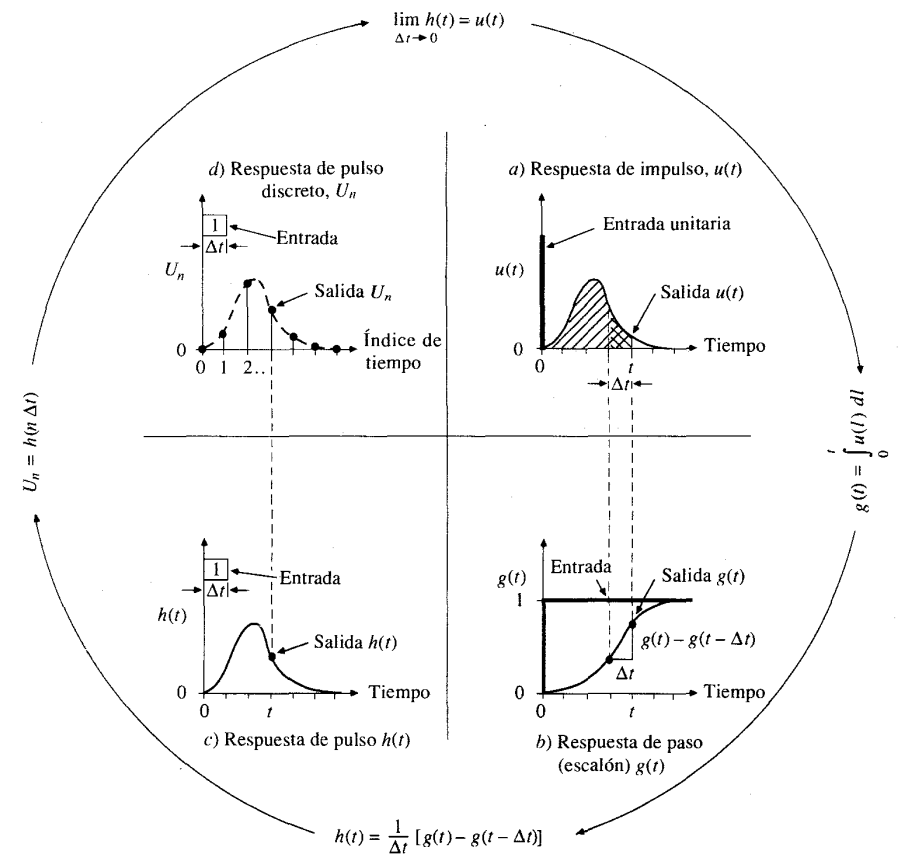 lim h(t) = u(t)
Δt→0
d) Respuesta de pulso
discreto, Uₙ
1
Δt
Entrada
Uₙ
Salida Uₙ
0
0 1 2..
Índice de
tiempo
a) Respuesta de impulso, u(t)
Entrada unitaria
u(t)
Salida u(t)
0
0
t
Tiempo
Δt
Uₙ = h(n Δt)
g(t) = ∫₀ᵗ u(l) dl
1
Δt
Entrada
h(t)
Salida h(t)
0
0
t
Tiempo
c) Respuesta de pulso h(t)
g(t)
Entrada
Salida g(t)
1
g(t) – g(t – Δt)
Δt
0
0
t
Tiempo
b) Respuesta de paso
(escalón) g(t)
h(t) = 1/Δt [g(t) – g(t – Δt)]